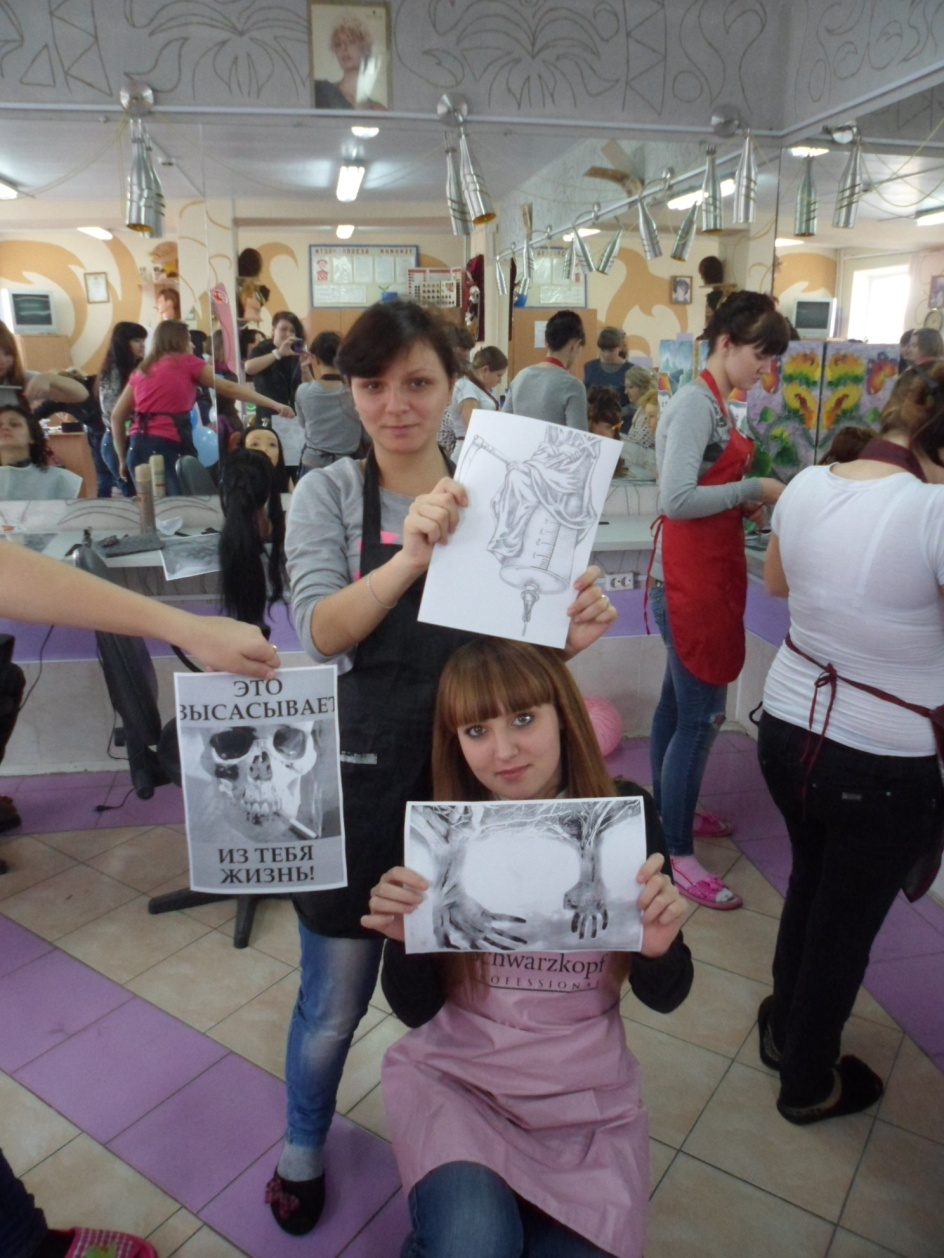 ЭТО
ВЫСАСЫВАЕТ
ИЗ ТЕБЯ
ЖИЗНЬ!
Schwarzkopf
PROFESSIONAL